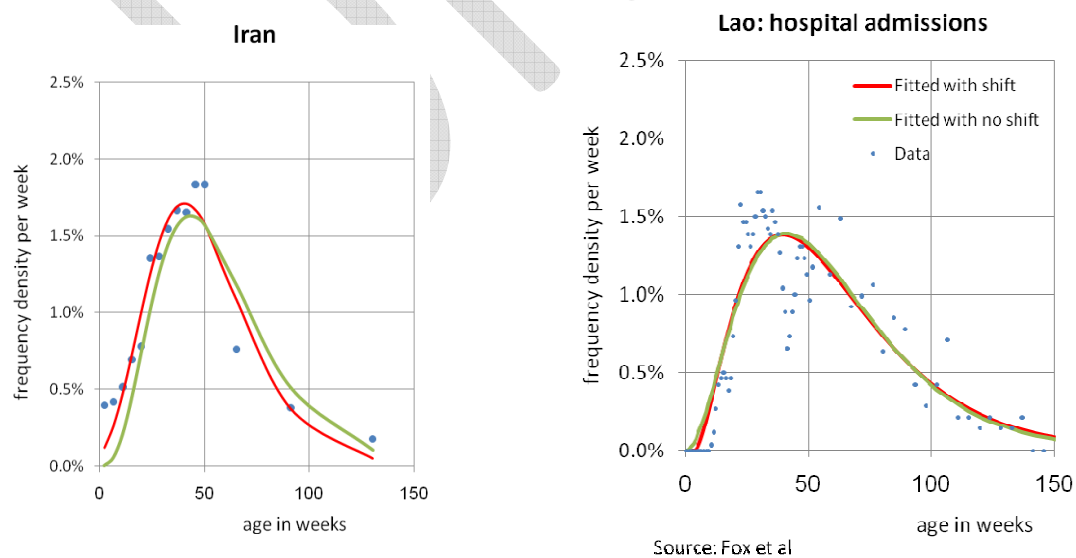 Iran
2.5%
2.0%
1.5%
1.0%
0.5%
0.0%
frequency density per week
0 50 100 150
age in weeks
Lao: hospital admissions
2.5%
2.0%
1.5%
1.0%
0.5%
0.0%
frequency density per week
Fitted with shift
Fitted with no shift
Data
0 50 100 150
age in weeks
Source: Fox et al